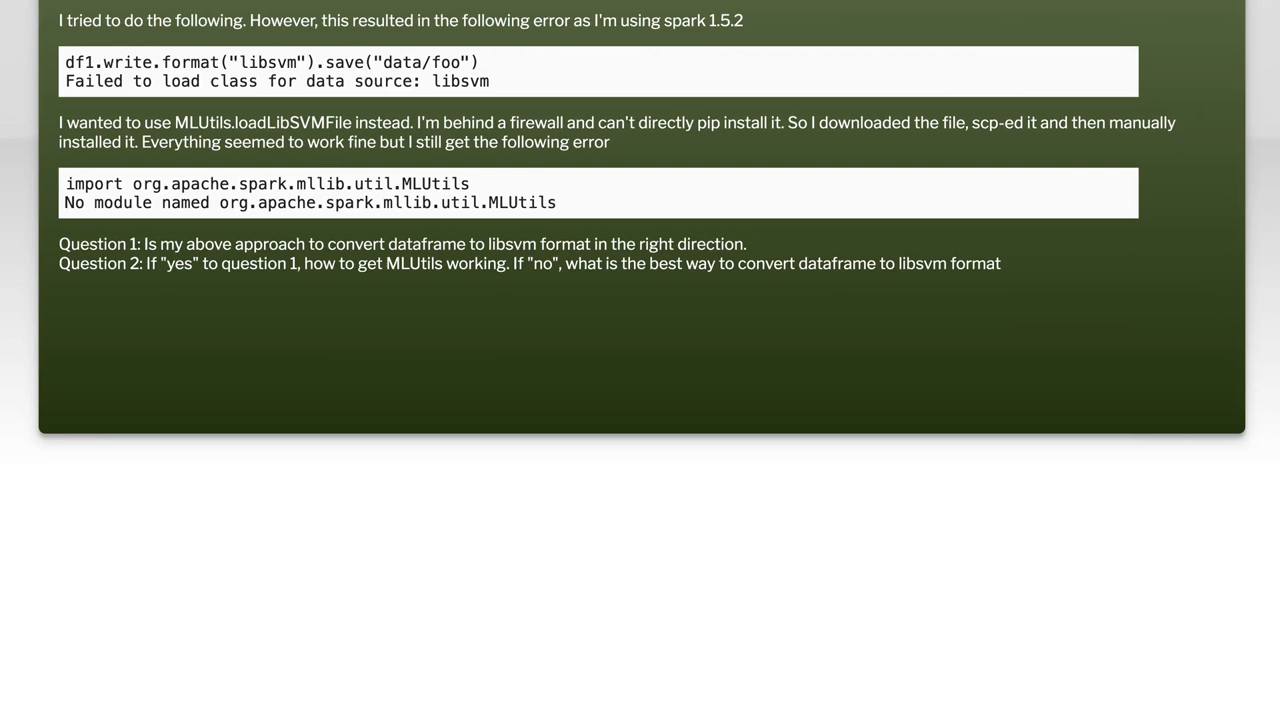 I tried to do the following. However, this resulted in the following error as I'm using spark 1.5.2
df1.write.format("libsvm").save("data/foo")
Failed to load class for data source: libsvm
I wanted to use MLUtils.loadLibSVMFile instead. I'm behind a firewall and can't directly pip install it. So I downloaded the file, scp-ed it and then manually
installed it. Everything seemed to work fine but I still get the following error
import org.apache.spark.mllib.util.MLUtils
No module named org.apache.spark.mllib.util.MLUtils
Question 1: Is my above approach to convert dataframe to libsvm format in the right direction.
Question 2: If "yes" to question 1, how to get MLUtils working. If "no", what is the best way to convert dataframe to libsvm format